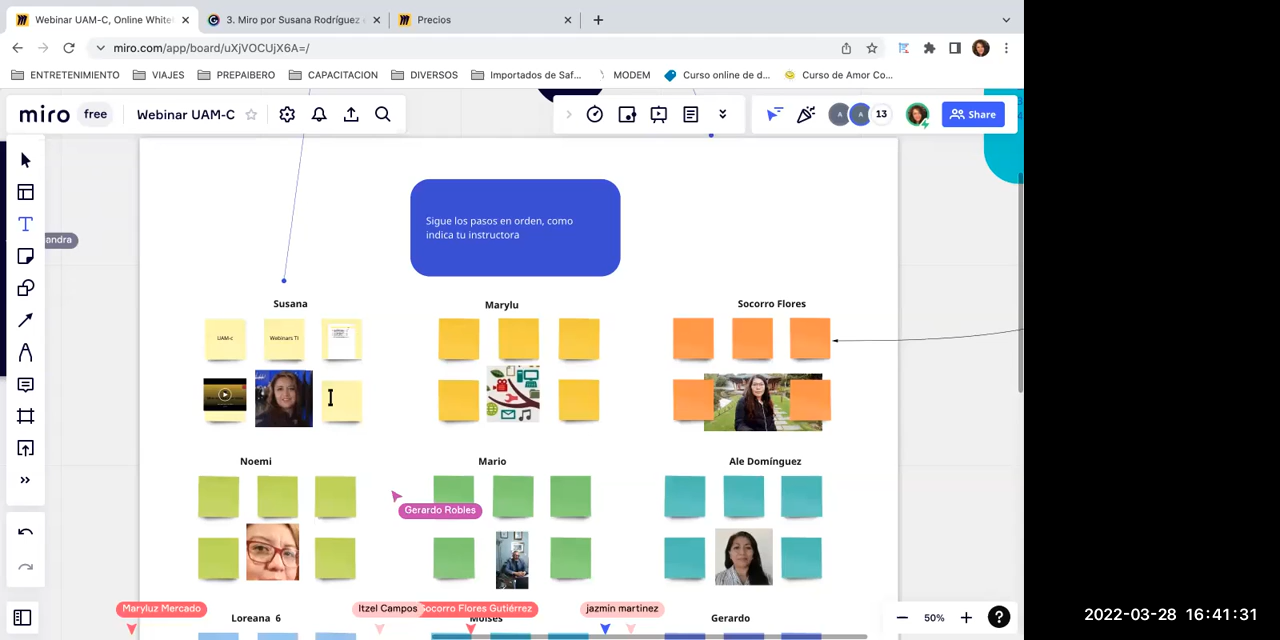 Webinar UAM-C, Online White
3. Miro por Susana Rodríguez
Precios
miro.com/app/board/uXjVOCUjX6A=/
ENTRETENIMIENTO
VIAJES
PREPAIBERO
CAPACITACION
DIVERSOS
Importados de Saf...
MODEM
Curso online de d...
Curso de Amor Co...
miro
free
Webinar UAM-C
A
A
13
Share
andra
Sigue los pasos en orden, como
indica tu instructora
Susana
Marylu
Socorro Flores
UAM-c
Webinars TI
Noemi
Mario
Ale Domínguez
Gerardo Robles
Maryluz Mercado
Itzel Campos
Socorro Flores Gutiérrez
jazmin martinez
Loreana 6
Moises
Gerardo
50%
2022-03-28 16:41:31